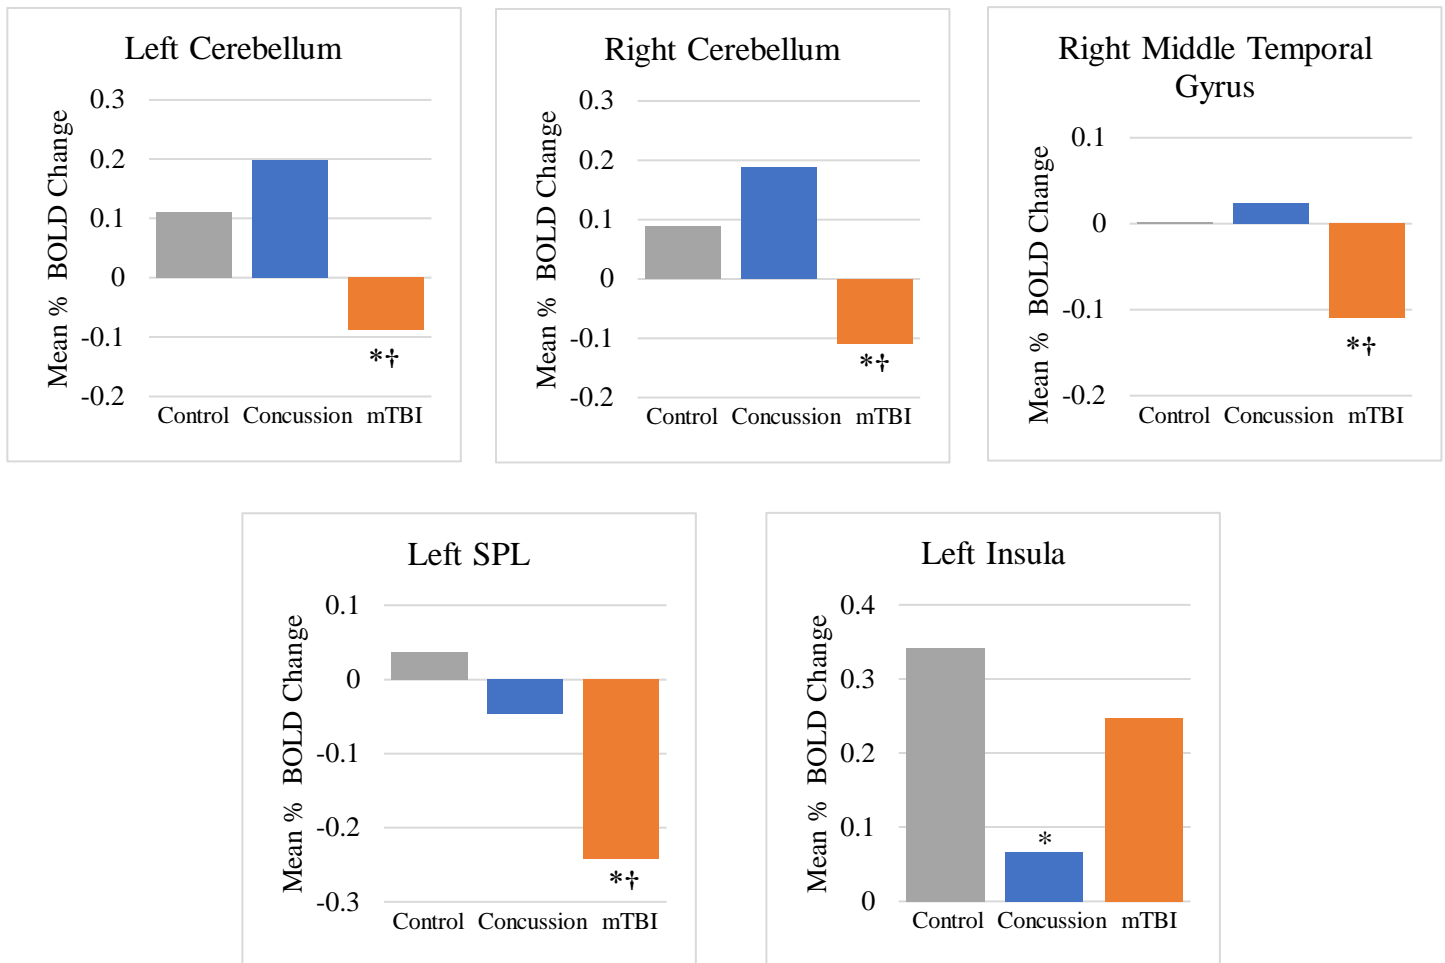 Left Cerebellum
Mean % BOLD Change
0.3
0.2
0.1
0
-0.1
-0.2
*†
Control Concussion mTBI
Right Cerebellum
Mean % BOLD Change
0.3
0.2
0.1
0
-0.1
-0.2
*†
Control Concussion mTBI
Right Middle Temporal
Gyrus
Mean % BOLD Change
0.1
0
-0.1
-0.2
*†
Control Concussion mTBI
Left SPL
Mean % BOLD Change
0.1
0
-0.1
-0.2
-0.3
*†
Control Concussion mTBI
Left Insula
Mean % BOLD Change
0.4
0.3
0.2
0.1
0
*
Control Concussion mTBI